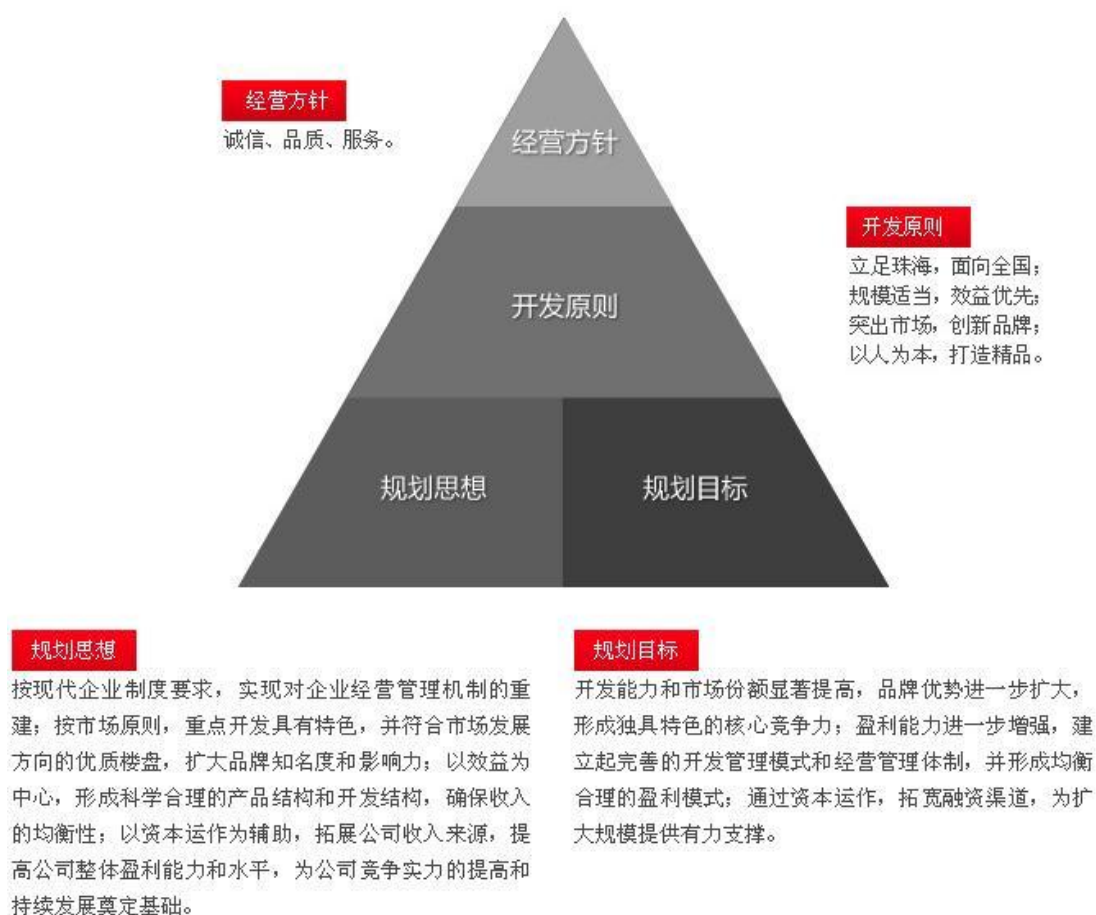 经营方针
诚信、品质、服务。
经营方针
开发原则
立足珠海，面向全国；
规模适当，效益优先；
突出市场，创新品牌；
以人为本，打造精品。
开发原则
规划思想
规划目标
规划思想
按现代企业制度要求，实现对企业经营管理机制的重
建；按市场原则，重点开发具有特色，并符合市场发展
方向的优质楼盘，扩大品牌知名度和影响力；以效益为
中心，形成科学合理的产品结构和开发结构，确保收入
的均衡性；以资本运作为辅助，拓展公司收入来源，提
高公司整体盈利能力和水平，为公司竞争实力的提高和
持续发展奠定基础。
规划目标
开发能力和市场份额显著提高，品牌优势进一步扩大，
形成独具特色的核心竞争力；盈利能力进一步增强，建
立起完善的开发管理模式和经营管理体制，并形成均衡
合理的盈利模式；通过资本运作，拓宽融资渠道，为扩
大规模提供有力支撑。